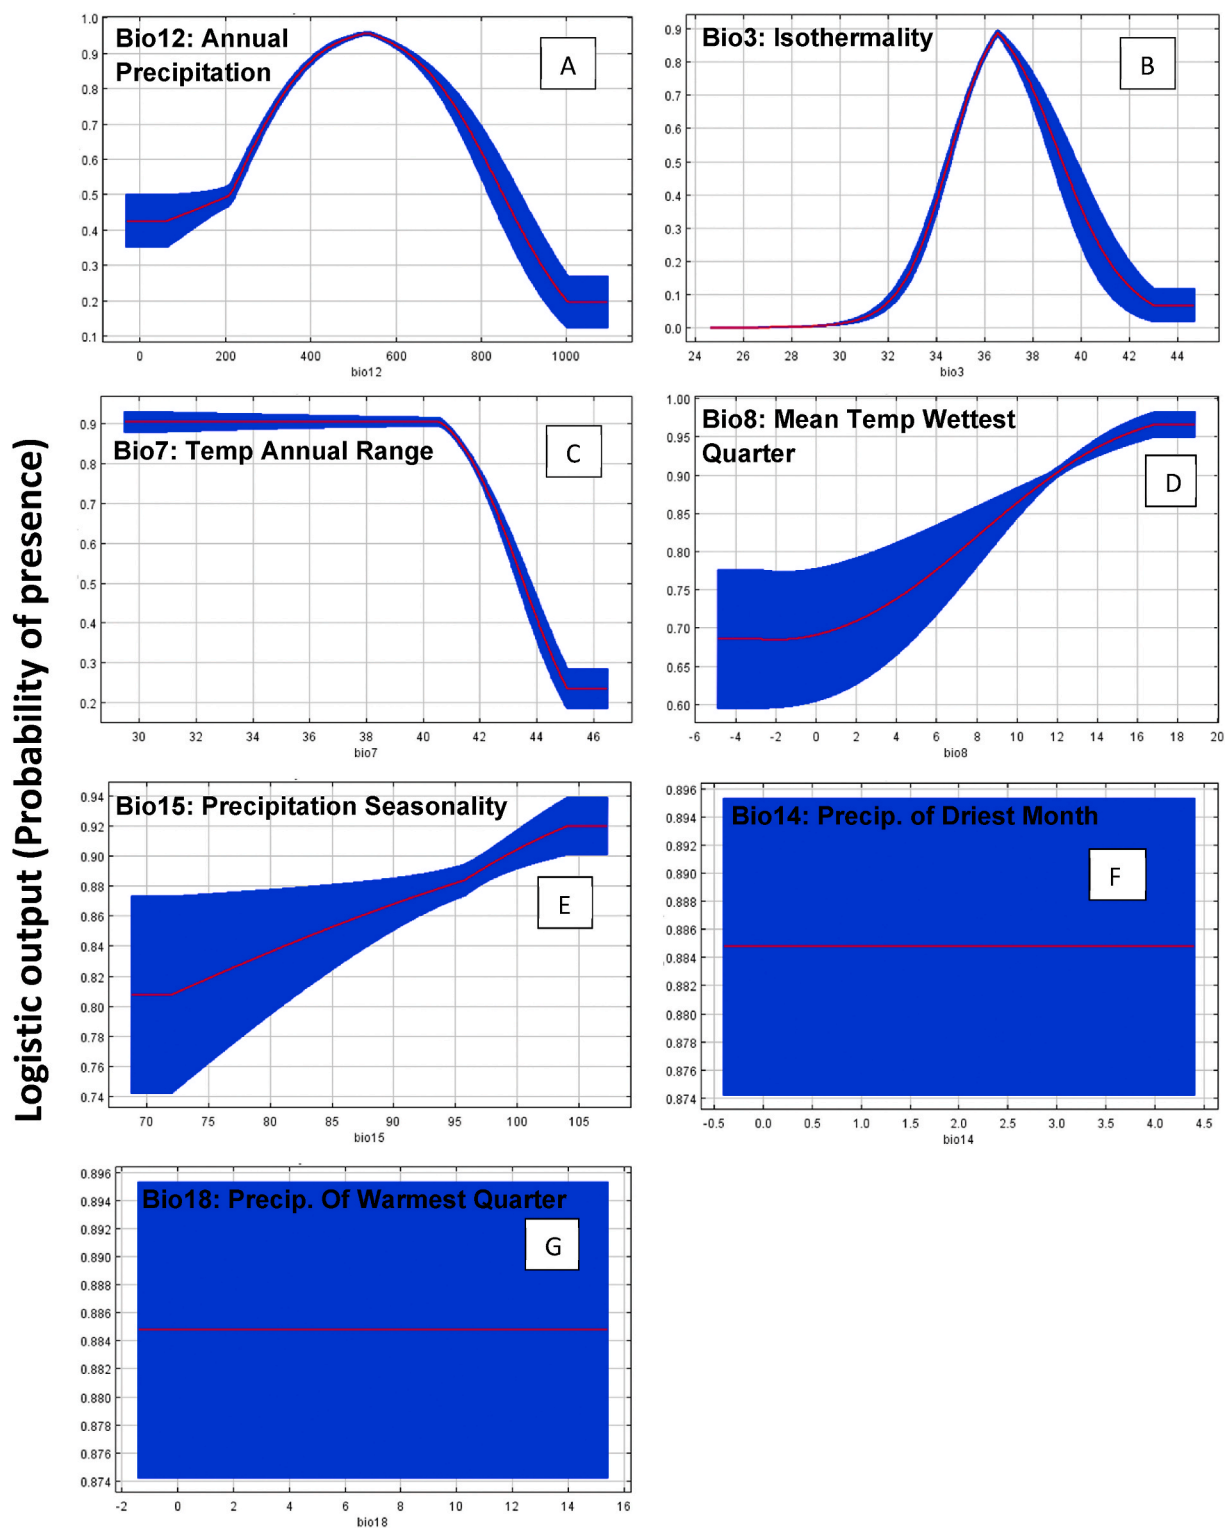 Logistic output (Probability of presence)
Bio12: Annual
Precipitation
A
1.0
0.9
0.8
0.7
0.6
0.5
0.4
0.3
0.2
0.1
0 200 400 600 800 1000
bio12
Bio3: Isothermality
B
0.9
0.8
0.7
0.6
0.5
0.4
0.3
0.2
0.1
0.0
24 26 28 30 32 34 36 38 40 42 44
bio3
Bio7: Temp Annual Range
C
0.9
0.8
0.7
0.6
0.5
0.4
0.3
0.2
30 32 34 36 38 40 42 44 46
bio7
Bio8: Mean Temp Wettest
Quarter
D
1.00
0.95
0.90
0.85
0.80
0.75
0.70
0.65
0.60
-6 -4 -2 0 2 4 6 8 10 12 14 16 18 20
bio8
Bio15: Precipitation Seasonality
E
0.94
0.92
0.90
0.88
0.86
0.84
0.82
0.80
0.78
0.76
0.74
70 75 80 85 90 95 100 105
bio15
Bio14: Precip. of Driest Month
F
0.896
0.894
0.892
0.890
0.888
0.886
0.884
0.882
0.880
0.878
0.876
0.874
-0.5 0.0 0.5 1.0 1.5 2.0 2.5 3.0 3.5 4.0 4.5
bio14
Bio18: Precip. Of Warmest Quarter
G
0.896
0.894
0.892
0.890
0.888
0.886
0.884
0.882
0.880
0.878
0.876
0.874
-2 0 2 4 6 8 10 12 14 16
bio18